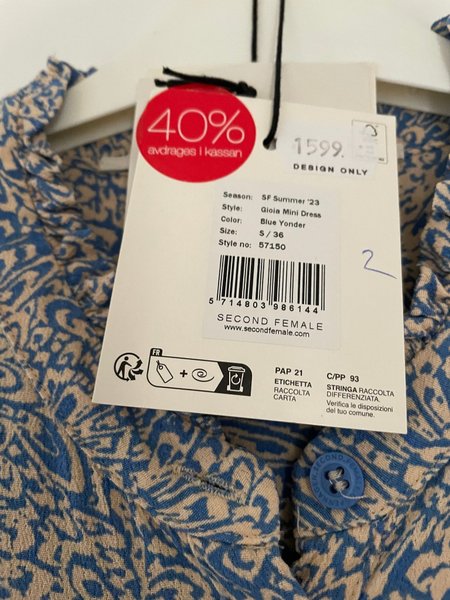 40%
avdrages i kassan
1599.
DESIGN ONLY
Season: SF Summer '23
Style: Gioia Mini Dress
Color: Blue Yonder
Size: S / 36
Style no: 57150
2
5 714803 986144
SECOND FEMALE
www.secondfemale.com
FR
PAP 21
ETICHETTA
RACCOLTA
CARTA
C/PP 93
STRINGA RACCOLTA
DIFFERENZIATA.
Verifica le disposizioni
del tuo comune.